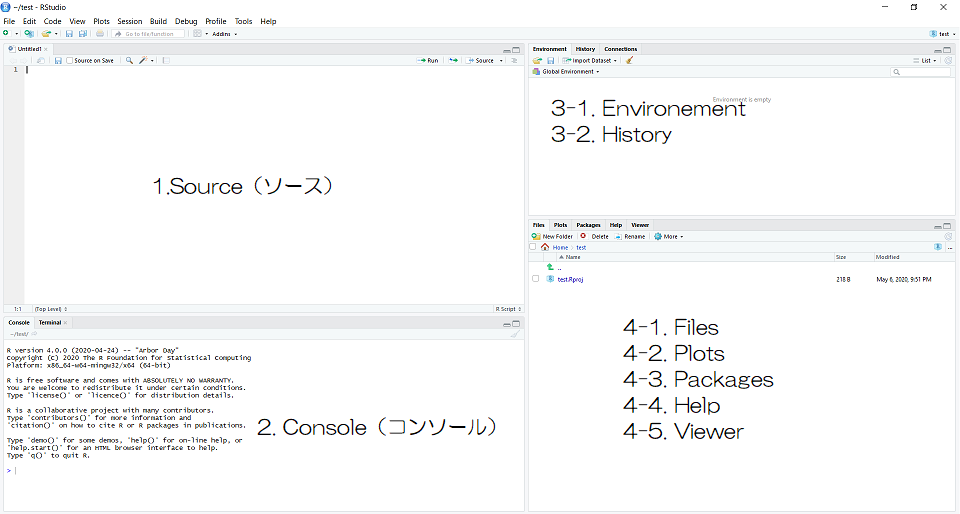 ~/test - RStudio
File Edit Code View Plots Session Build Debug Profile Tools Help
Go to file/function Addins test
Untitled1
Source on Save Run Source
1
1.Source（ソース）
1:1 (Top Level) R Script
Console Terminal
~/test/
R version 4.0.0 (2020-04-24) -- "Arbor Day"
Copyright (C) 2020 The R Foundation for Statistical Computing
Platform: x86_64-w64-mingw32/x64 (64-bit)
R is free software and comes with ABSOLUTELY NO WARRANTY.
You are welcome to redistribute it under certain conditions.
Type 'license()' or 'licence()' for distribution details.
R is a collaborative project with many contributors.
Type 'contributors()' for more information and
'citation()' on how to cite R or R packages in publications.
Type 'demo()' for some demos, 'help()' for on-line help, or
'help.start()' for an HTML browser interface to help.
Type 'q()' to quit R.
>
2. Console（コンソール）
Environment History Connections
Import Dataset List
Global Environment
Environment is empty
3-1. Environement
3-2. History
Files Plots Packages Help Viewer
New Folder Delete Rename More
Home test ...
Name Size Modified
..
test.Rproj 218 B May 6, 2020, 9:51 PM
4-1. Files
4-2. Plots
4-3. Packages
4-4. Help
4-5. Viewer